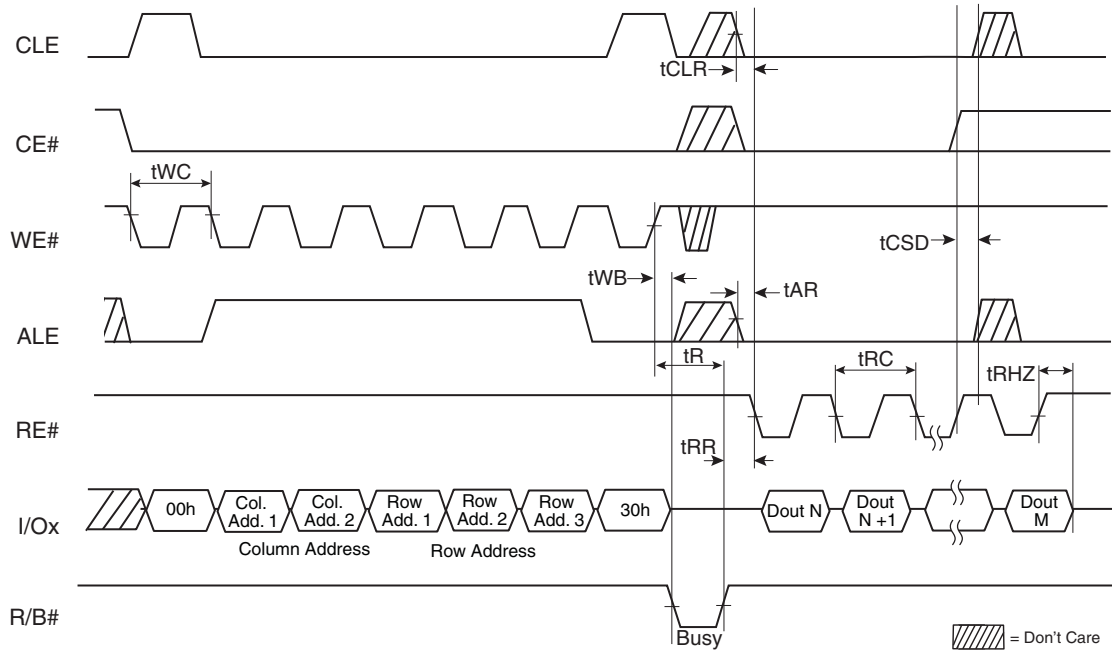 CLE
tCLR
CE#
tWC
WE#
tCSD
tWB
tAR
ALE
tR
tRC
tRHZ
RE#
tRR
I/Ox
00h
Col.
Add. 1
Col.
Add. 2
Row
Add. 1
Row
Add. 2
Row
Add. 3
30h
Dout N
Dout
N +1
Dout
M
Column Address
Row Address
R/B#
Busy
= Don't Care